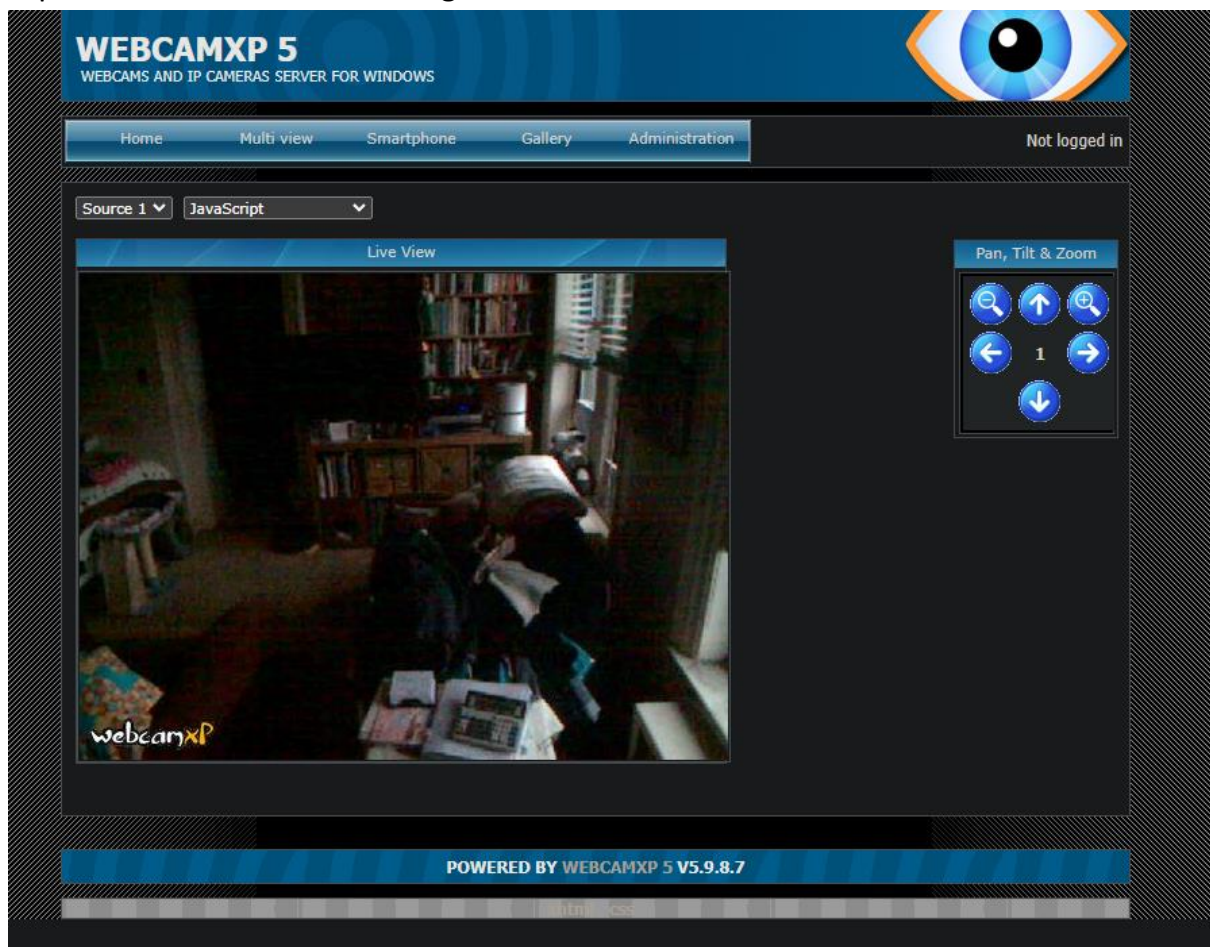 WEBCAMXP 5
WEBCAMS AND IP CAMERAS SERVER FOR WINDOWS
Home Multi view Smartphone Gallery Administration
Not logged in
Source 1 JavaScript
Live View
Pan, Tilt & Zoom
1
webcamxP
POWERED BY WEBCAMXP 5 V5.9.8.7
css